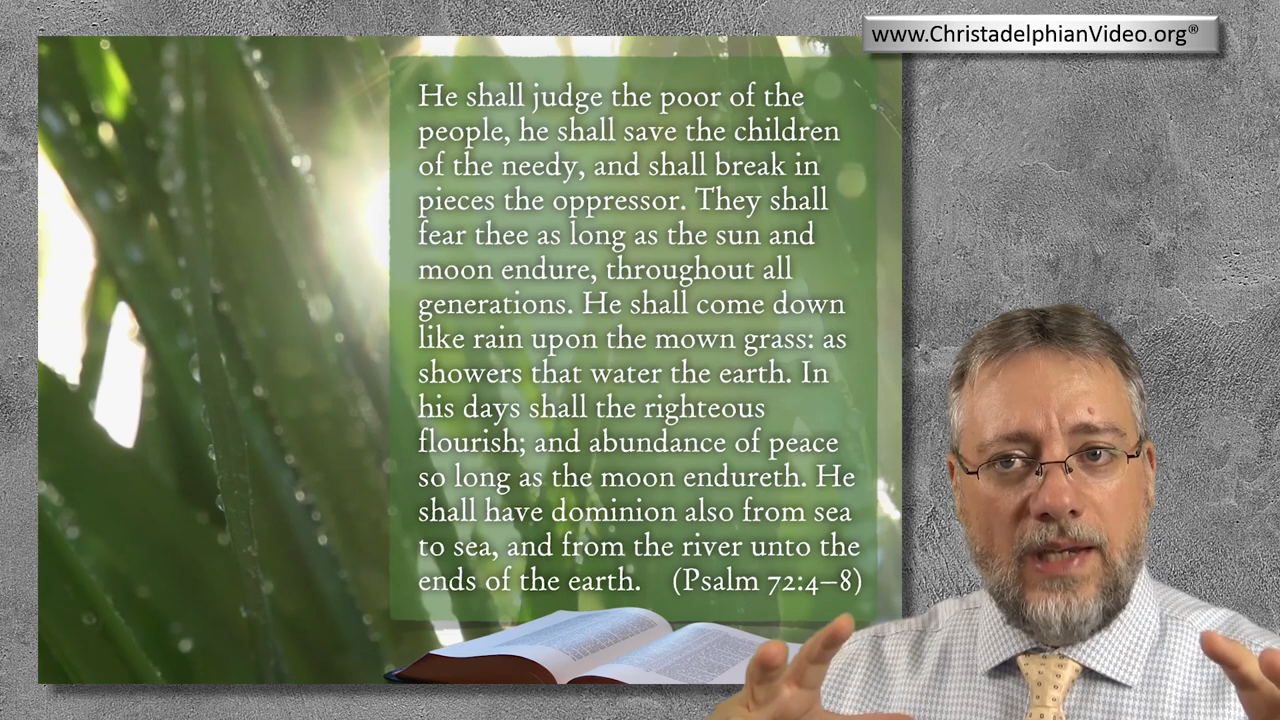 www.ChristadelphianVideo.org®
He shall judge the poor of the
people, he shall save the children
of the needy, and shall break in
pieces the oppressor. They shall
fear thee as long as the sun and
moon endure, throughout all
generations. He shall come down
like rain upon the mown grass: as
showers that water the earth. In
his days shall the righteous
flourish; and abundance of peace
so long as the moon endureth. He
shall have dominion also from sea
to sea, and from the river unto the
ends of the earth. (Psalm 72:4–8)